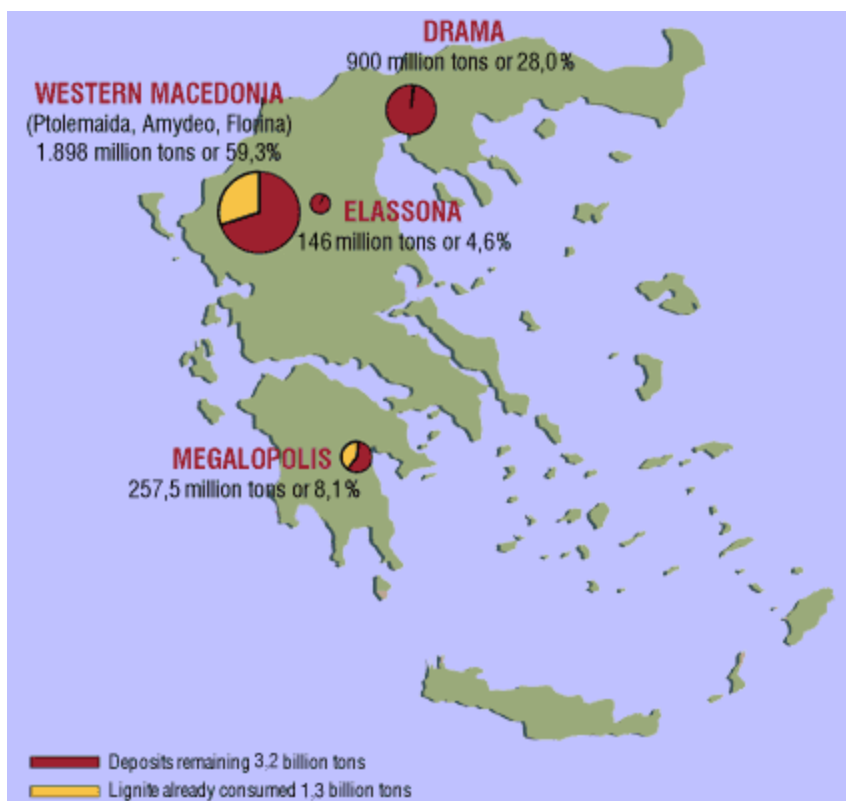 DRAMA
900 million tons or 28,0%
WESTERN MACEDONIA
(Ptolemaida, Amydeo, Florina)
1.898 million tons or 59,3%
ELASSONA
146 million tons or 4,6%
MEGALOPOLIS
257,5 million tons or 8,1%
Deposits remaining 3,2 billion tons
Lignite already consumed 1,3 billion tons